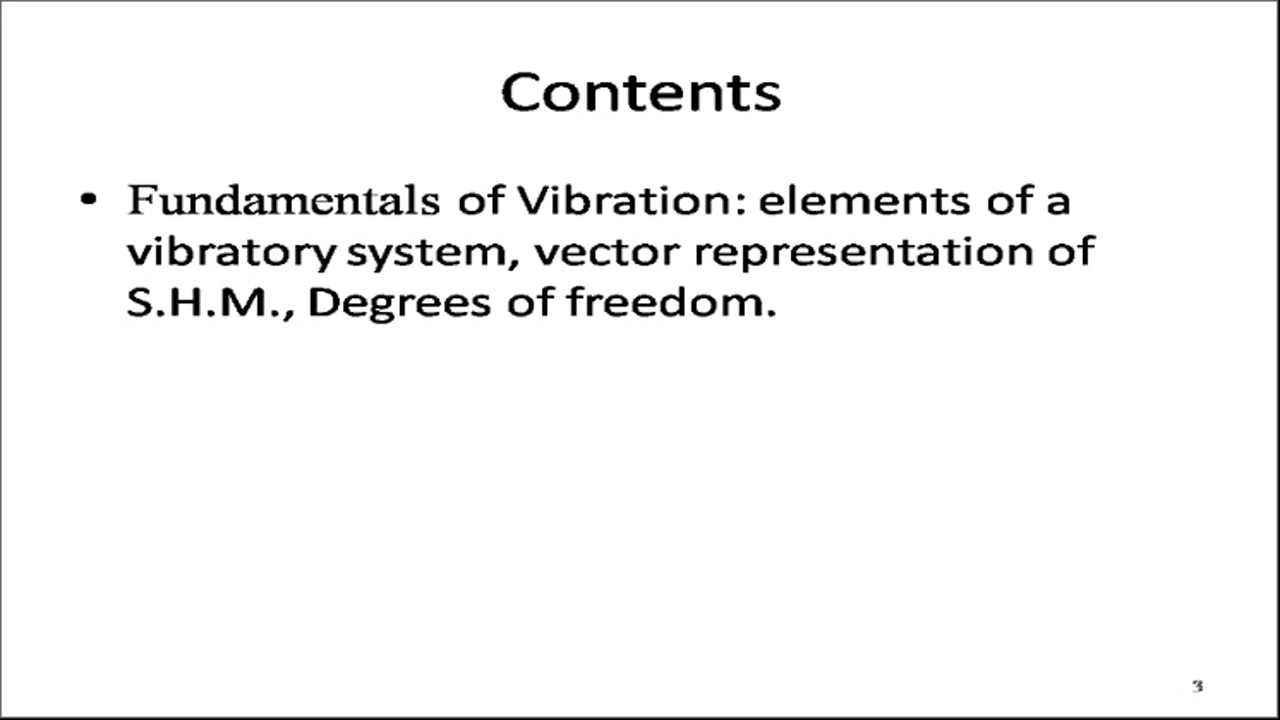 Contents
• Fundamentals of Vibration: elements of a
vibratory system, vector representation of
S.H.M., Degrees of freedom.
3